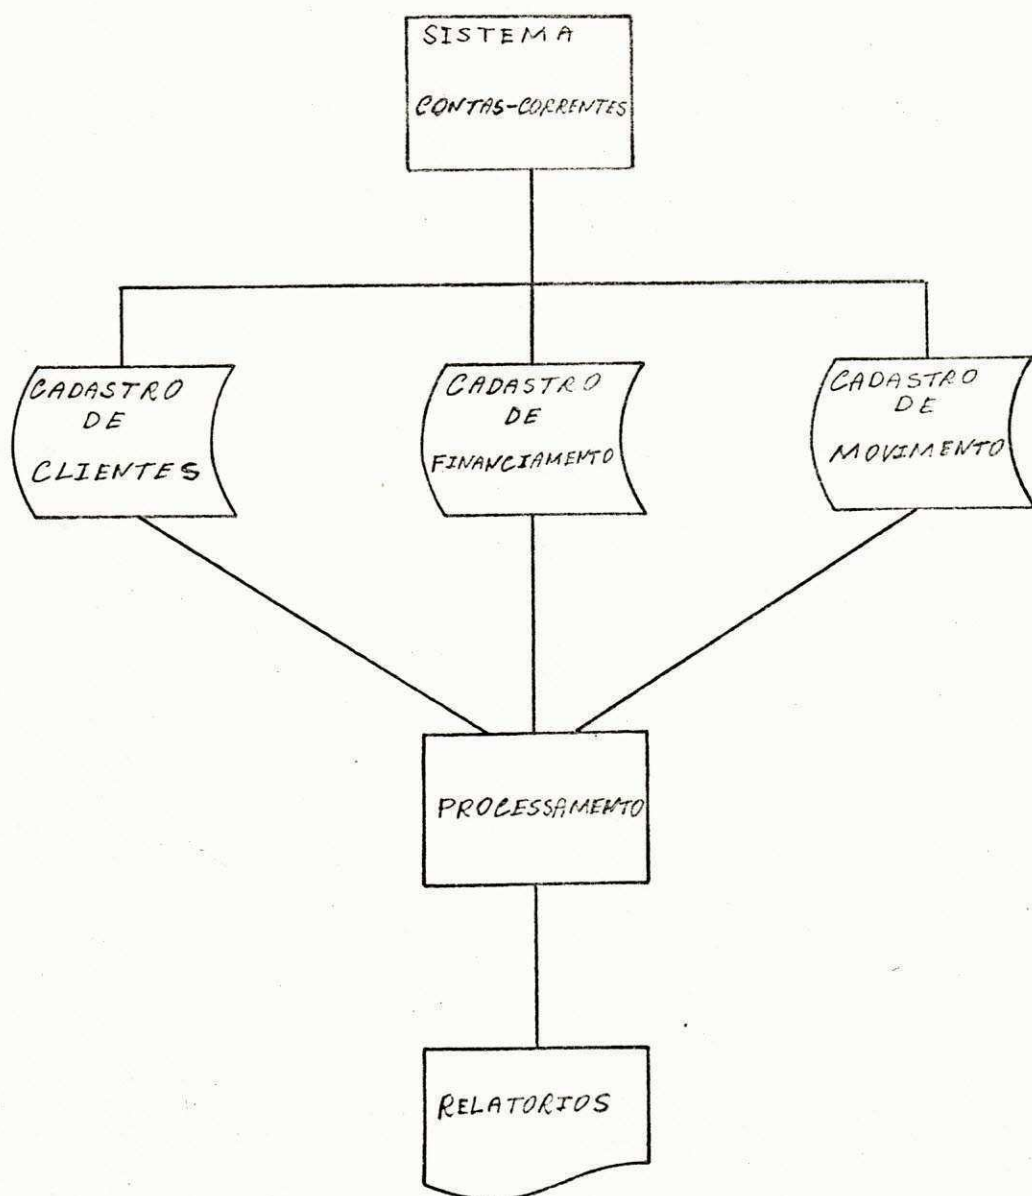 SISTEMA
CONTAS-CORRENTES
CADASTRO
DE
CLIENTES
CADASTRO
DE
FINANCIAMENTO
CADASTRO
DE
MOVIMENTO
PROCESSAMENTO
RELATORIOS